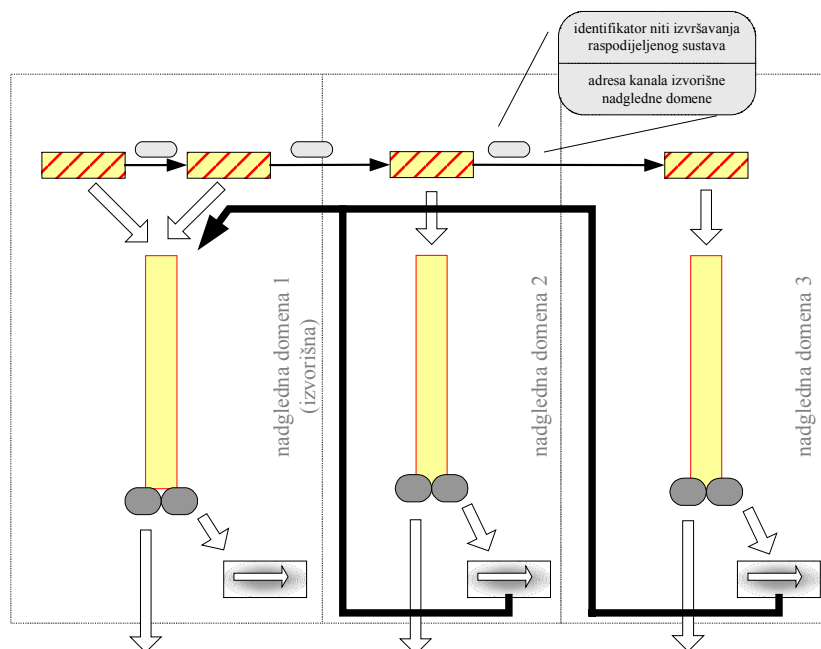 identifikator niti izvršavanja
raspodijeljenog sustava
adresa kanala izvorišne
nadgledne domene
nadgledna domena 1
(izvorišna)
nadgledna domena 2
nadgledna domena 3